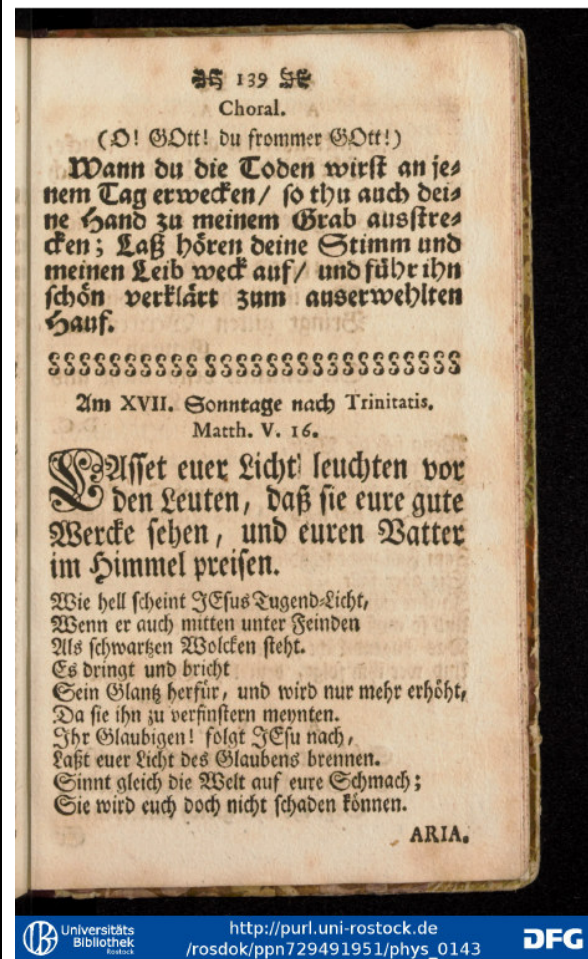 139
Choral.
(O! GOtt! du frommer GOtt!)
Wann du die Toden wirst an je⸗
nem Tag erwecken/ so thu auch dei⸗
ne Hand zu meinem Grab ausstre⸗
cken; Laß hören deine Stimm und
meinen Leib weck auf/ und führ ihn
schön verklärt zum auserwehlten
Hauf.
Am XVII. Sonntage nach Trinitatis.
Matth. V. 16.
LAsset euer Licht leuchten vor
den Leuten, daß sie eure gute
Wercke sehen, und euren Vatter
im Himmel preisen.
Wie hell scheint JEsus Tugend⸗Licht,
Wenn er auch mitten unter Feinden
Als schwartzen Wolcken steht.
Es dringt und bricht
Sein Glantz herfür, und wird nur mehr erhöht,
Da sie ihn zu verfinstern meynten.
Ihr Glaubigen! folgt JEsu nach,
Laßt euer Licht des Glaubens brennen.
Sinnt gleich die Welt auf eure Schmach;
Sie wird euch doch nicht schaden können.
ARIA.
Universitäts
Bibliothek
Rostock
http://purl.uni-rostock.de
/rosdok/ppn729491951/phys_0143
DFG